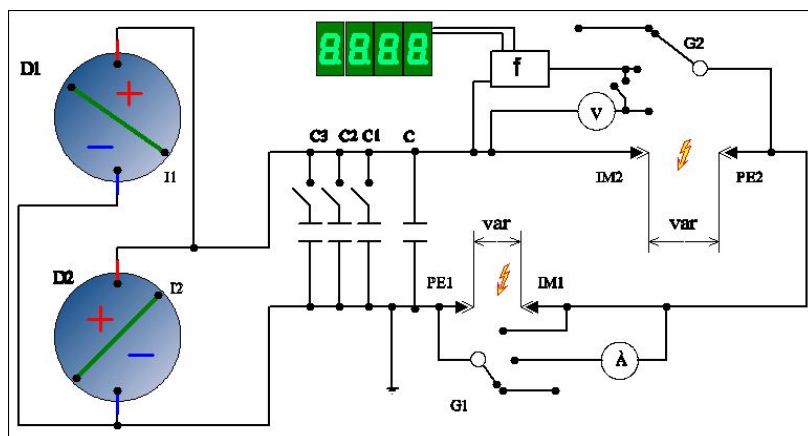 8888
D1
+
−
I1
f
G2
V
C3 C2 C1 C
IM2
PE2
var
var
D2
I2
+
−
PE1
IM1
À
G1